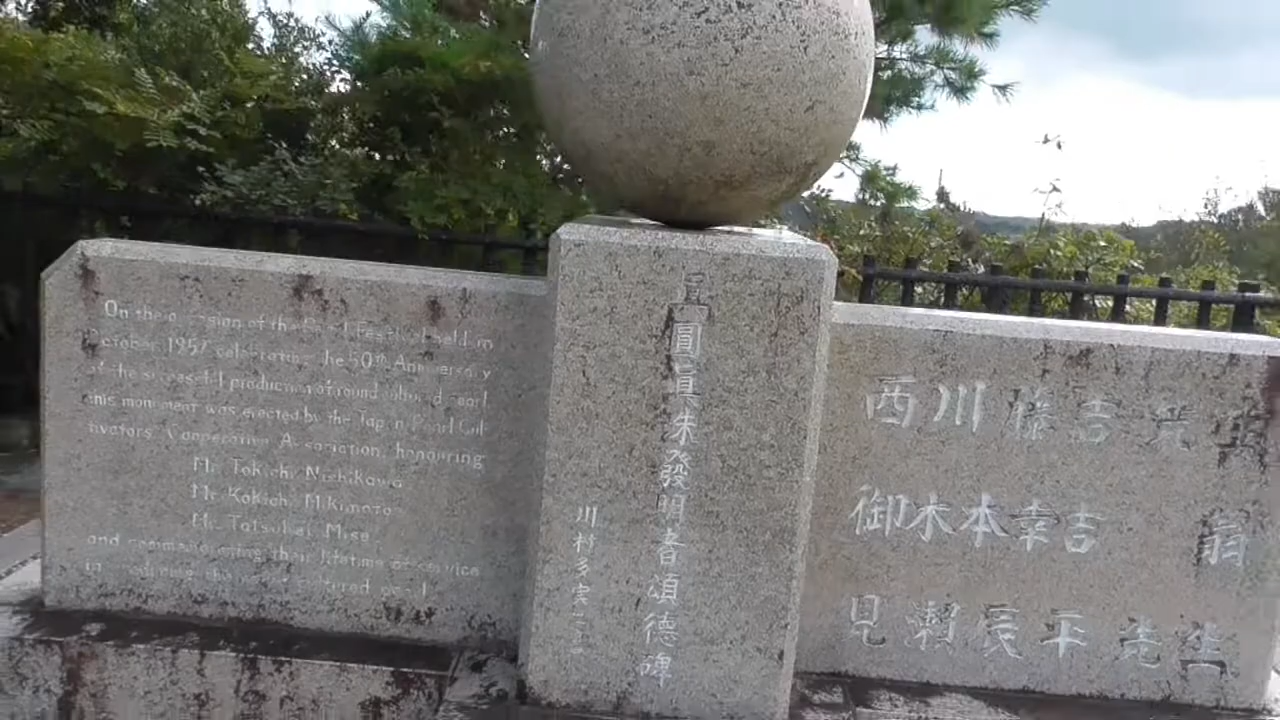 On the occasion of the Pearl Festival held in
October 1957 celebrating the 50th Anniversary
of the successful production of round cultured pearl
this monument was erected by the Japan Pearl Cul-
tivators' Cooperative Association, honouring
Mr. Tokichi Nishikawa
Mr. Kokichi Mikimoto
Mr. Tatsuhei Mise
and commemorating their lifetime of service
in
圓眞珠發明者頌德碑
川村多実二
西川藤吉先生
御木本幸吉翁
見瀬辰平先生